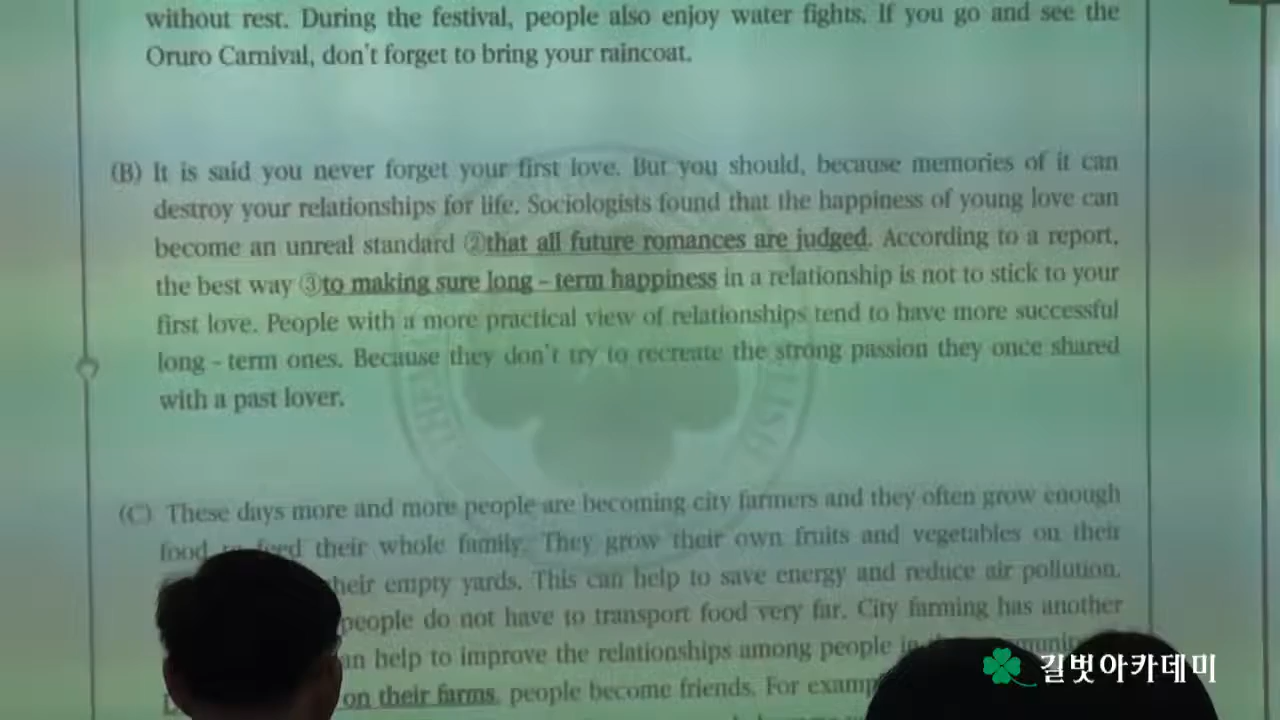 without rest. During the festival, people also enjoy water fights. If you go and see the
Oruro Carnival, don't forget to bring your raincoat.
(B) It is said you never forget your first love. But you should, because memories of it can
destroy your relationships for life. Sociologists found that the happiness of young love can
become an unreal standard ②that all future romances are judged. According to a report,
the best way ③to making sure long - term happiness in a relationship is not to stick to your
first love. People with a more practical view of relationships tend to have more successful
long - term ones. Because they don't try to recreate the strong passion they once shared
with a past lover.
(C) These days more and more people are becoming city farmers and they often grow enough
food to feed their whole family. They grow their own fruits and vegetables on their
their empty yards. This can help to save energy and reduce air pollution.
people do not have to transport food very far. City farming has another
can help to improve the relationships among people in
on their farms, people become friends. For
길벗아카데미